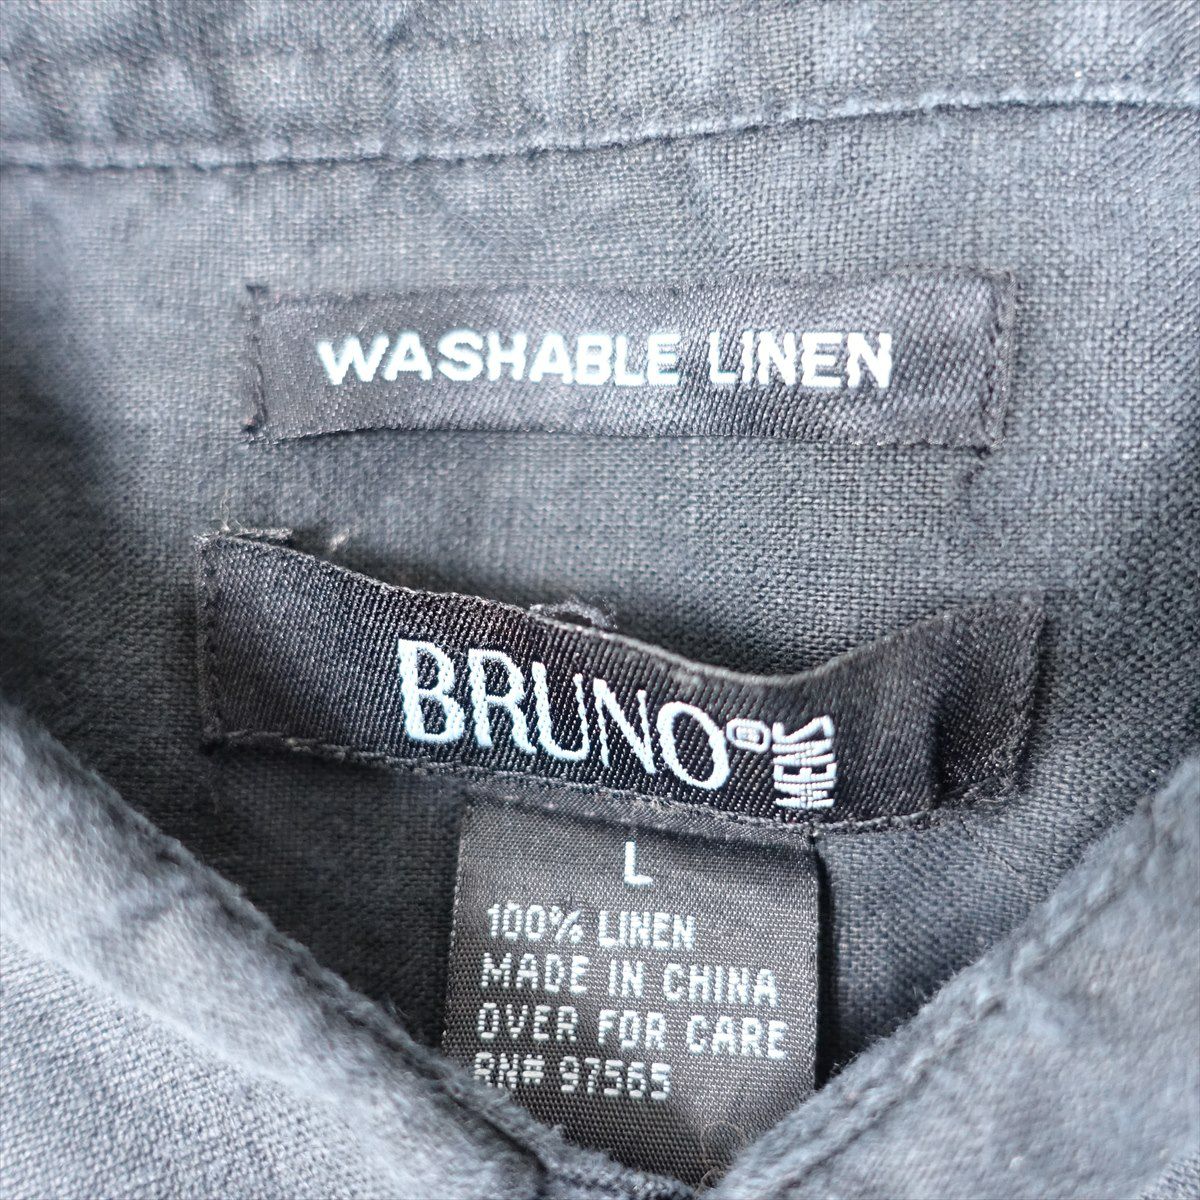 WASHABLE LINEN
BRUNO® MENS
L
100% LINEN
MADE IN CHINA
OVER FOR CARE
RN# 97565